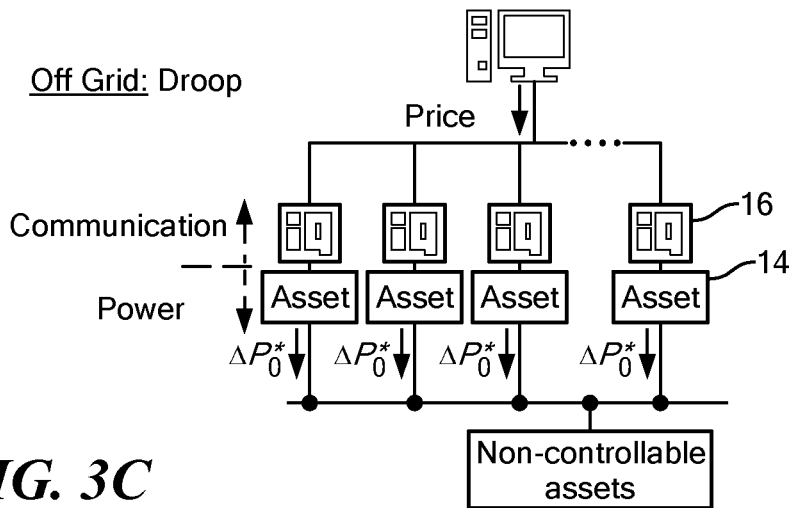 Off Grid: Droop
Price
Communication
16
14
Power
Asset Asset Asset Asset
ΔP₀* ΔP₀* ΔP₀* ΔP₀*
Non-controllable
assets
IG. 3C